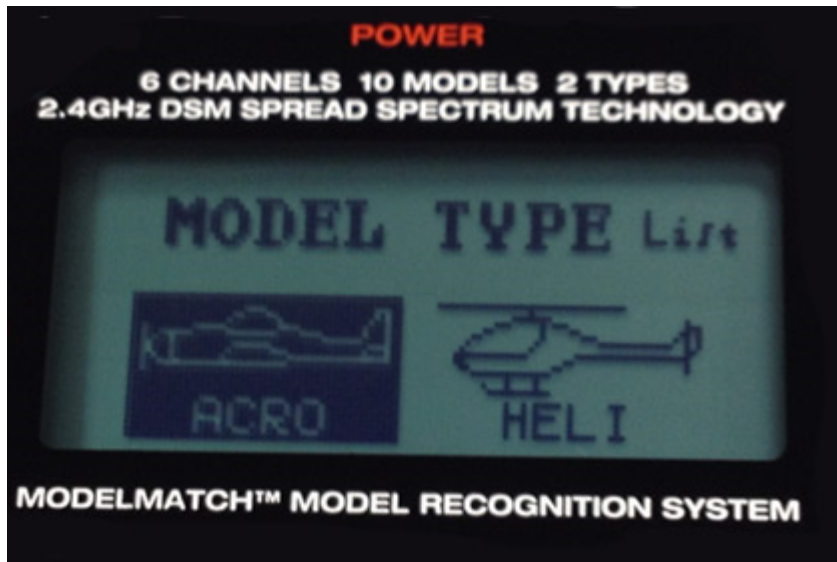 POWER
6 CHANNELS 10 MODELS 2 TYPES
2.4GHz DSM SPREAD SPECTRUM TECHNOLOGY
MODEL TYPE List
ACRO HELI
MODELMATCH™ MODEL RECOGNITION SYSTEM